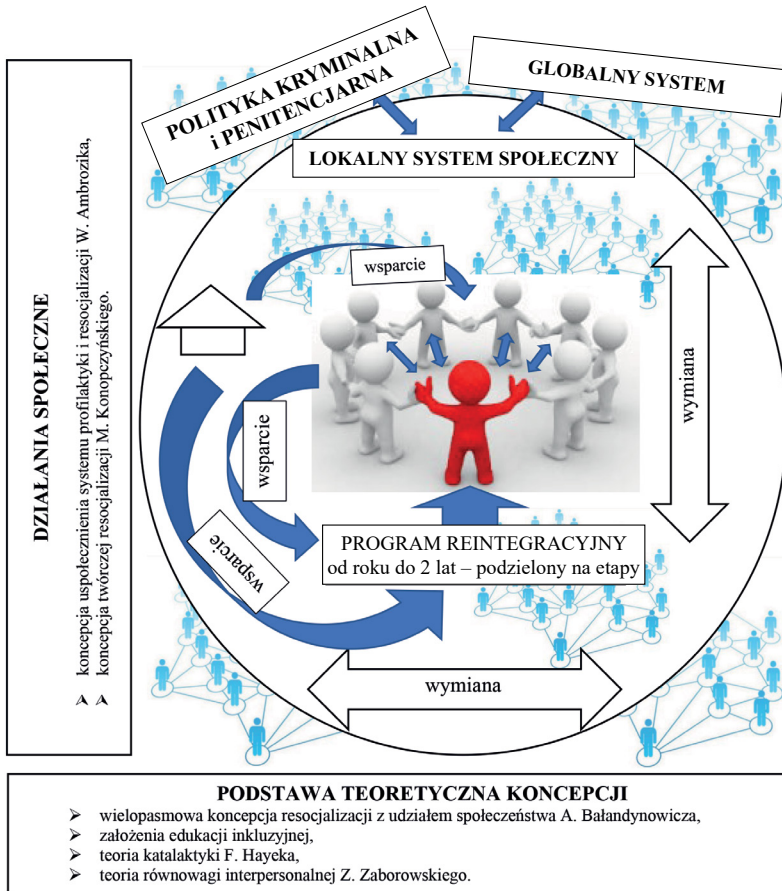 POLITYKA KRYMINALNA
i PENITENCJARNA
GLOBALNY SYSTEM
LOKALNY SYSTEM SPOŁECZNY
DZIAŁANIA SPOŁECZNE
➢ koncepcja uspołecznienia systemu profilaktyki i resocjalizacji W. Ambrozika,
➢ koncepcja twórczej resocjalizacji M. Konopczyńskiego.
wsparcie
wsparcie
wsparcie
wymiana
PROGRAM REINTEGRACYJNY
od roku do 2 lat – podzielony na etapy
wymiana
PODSTAWA TEORETYCZNA KONCEPCJI
➢ wielopasmowa koncepcja resocjalizacji z udziałem społeczeństwa A. Bałandynowicza,
➢ założenia edukacji inkluzyjnej,
➢ teoria katalaktyki F. Hayeka,
➢ teoria równowagi interpersonalnej Z. Zaborowskiego.